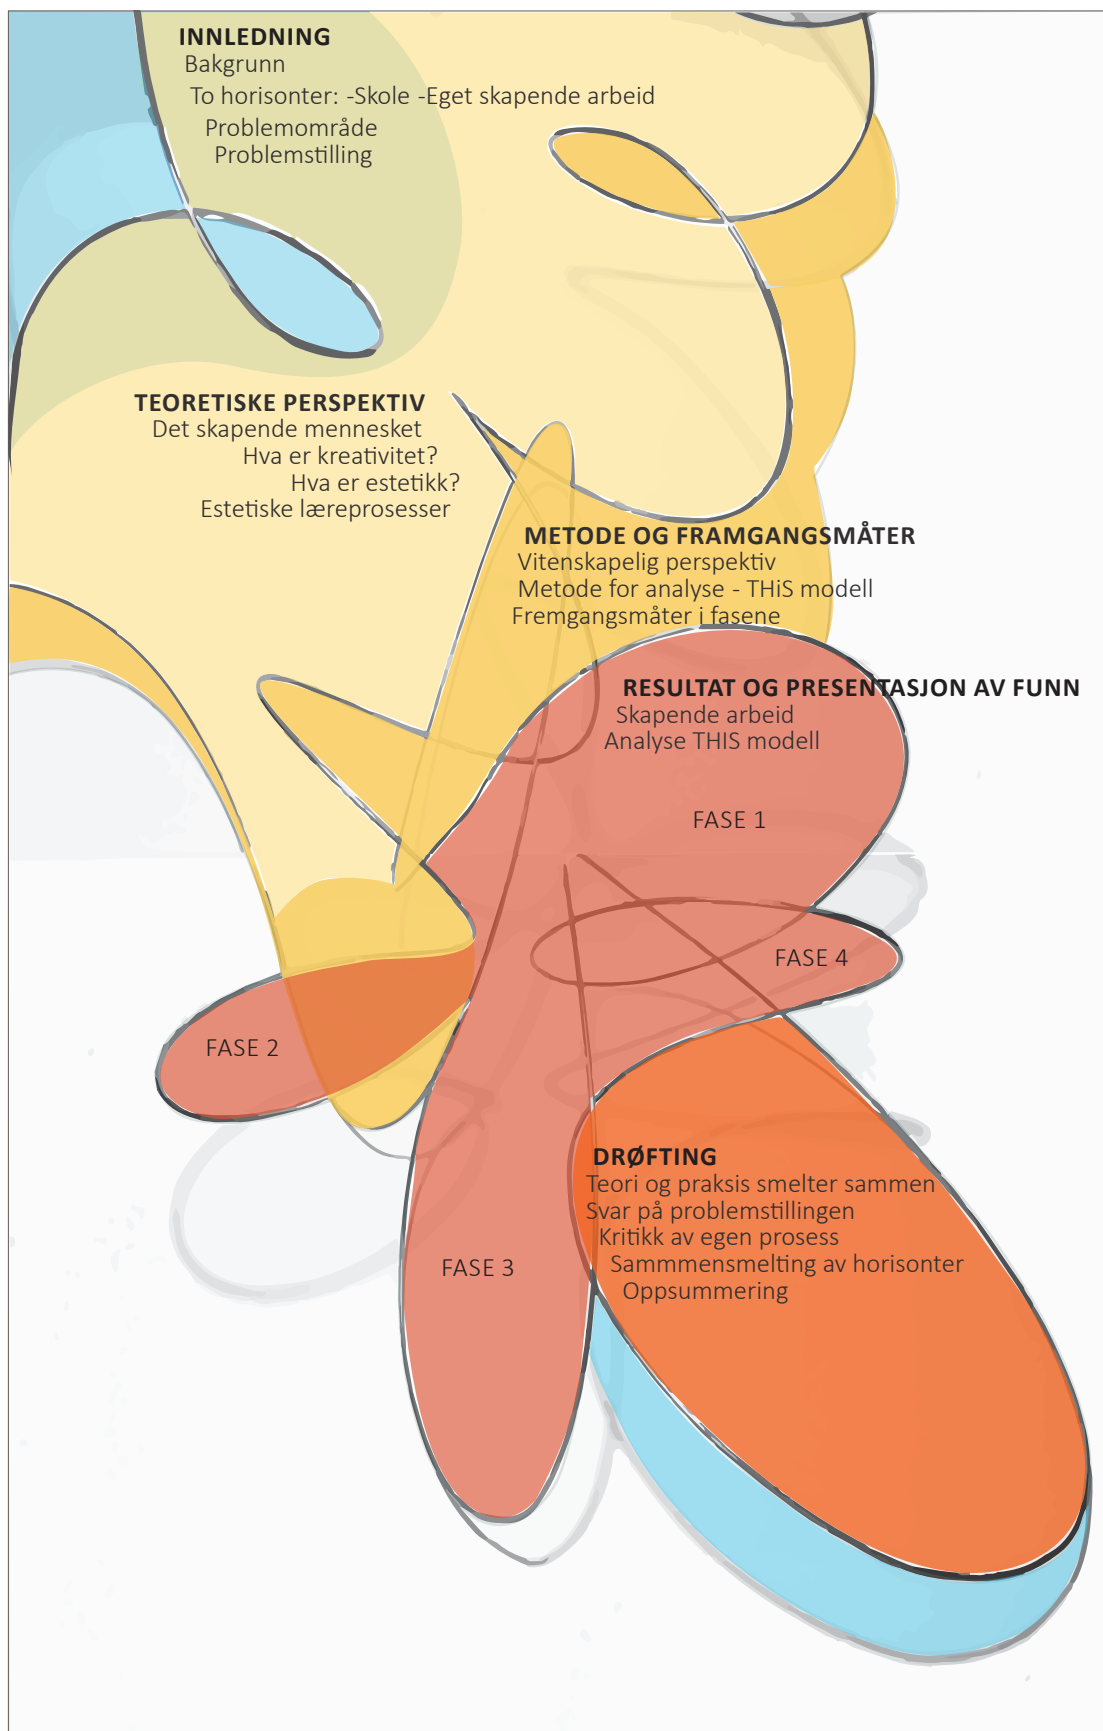 INNLEDNING
Bakgrunn
To horisonter: -Skole -Eget skapende arbeid
Problemområde
Problemstilling
TEORETISKE PERSPEKTIV
Det skapende mennesket
Hva er kreativitet?
Hva er estetikk?
Estetiske læreprosesser
METODE OG FRAMGANGSMÅTER
Vitenskapelig perspektiv
Metode for analyse - THiS modell
Fremgangsmåter i fasene
RESULTAT OG PRESENTASJON AV FUNN
Skapende arbeid
Analyse THIS modell
FASE 1
FASE 4
FASE 2
DRØFTING
Teori og praksis smelter sammen
Svar på problemstillingen
Kritikk av egen prosess
Sammmensmelting av horisonter
Oppsummering
FASE 3